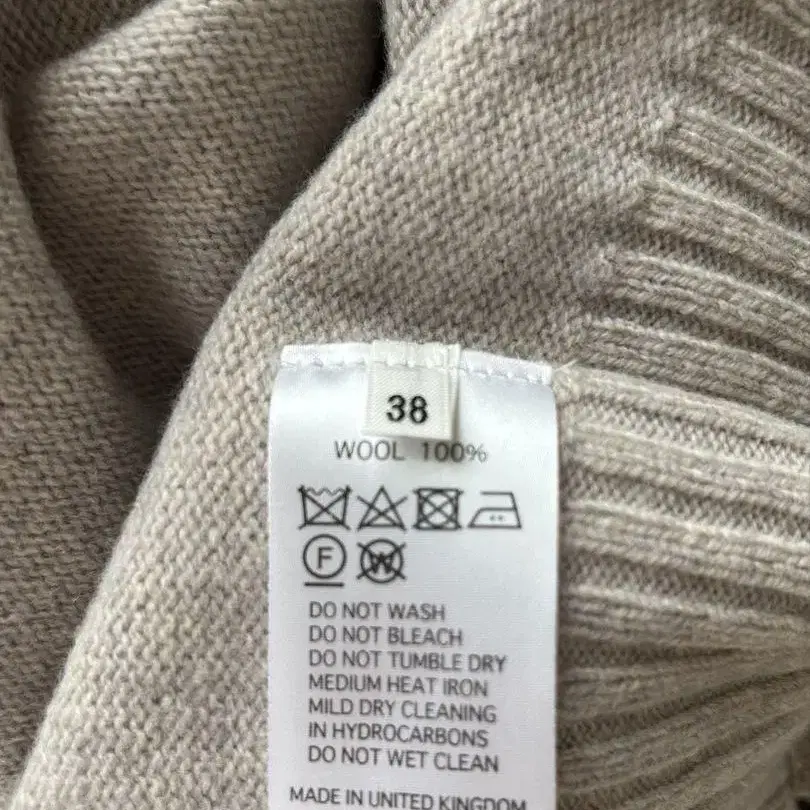 38
WOOL 100%
F W
DO NOT WASH
DO NOT BLEACH
DO NOT TUMBLE DRY
MEDIUM HEAT IRON
MILD DRY CLEANING
IN HYDROCARBONS
DO NOT WET CLEAN
MADE IN UNITED KINGDOM